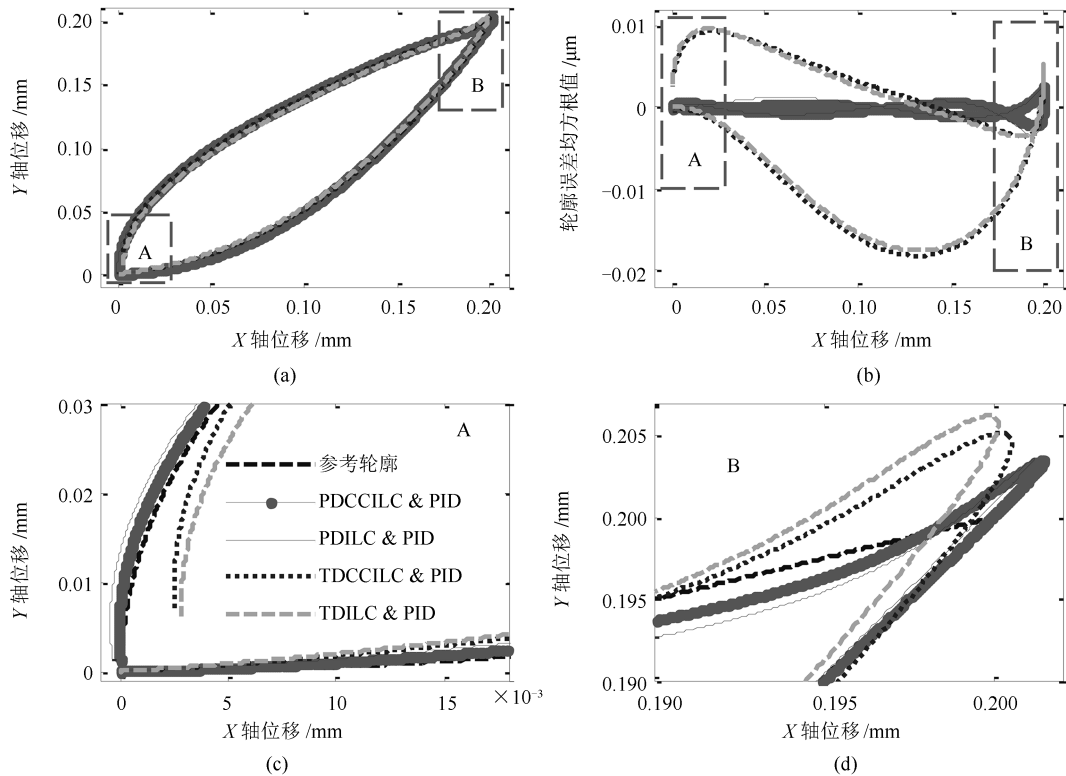 0.20
0.15
0.10
0.05
0
Y 轴位移 /mm
A
B
0
0.05
0.10
0.15
0.20
X 轴位移 /mm
(a)
0.01
0
−0.01
−0.02
轮廓误差均方根值 /μm
A
B
0
0.05
0.10
0.15
0.20
X 轴位移 /mm
(b)
0.03
0.02
0.01
0
Y 轴位移 /mm
A
参考轮廓
PDCCILC & PID
PDILC & PID
TDCCILC & PID
TDILC & PID
0
5
10
15
×10⁻³
X 轴位移 /mm
(c)
0.205
0.200
0.195
0.190
Y 轴位移 /mm
B
0.190
0.195
0.200
X 轴位移 /mm
(d)